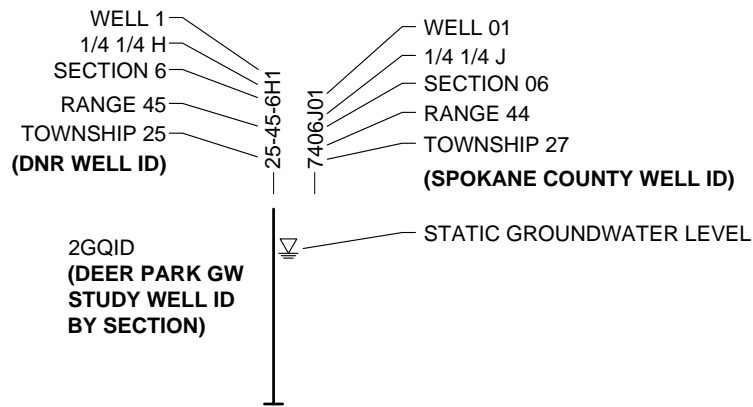 WELL 1
1/4 1/4 H
SECTION 6
RANGE 45
TOWNSHIP 25
(DNR WELL ID)
25-45-6H1
7406J01
WELL 01
1/4 1/4 J
SECTION 06
RANGE 44
TOWNSHIP 27
(SPOKANE COUNTY WELL ID)
STATIC GROUNDWATER LEVEL
2GQID
(DEER PARK GW
STUDY WELL ID
BY SECTION)